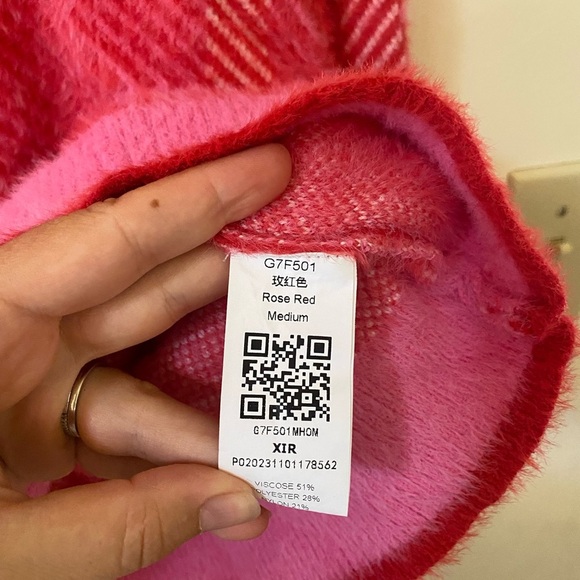 G7F501
玫红色
Rose Red
Medium
G7F501MHOM
XIR
P020231101178562
VISCOSE 51%
POLYESTER 28%
NYLON 21%